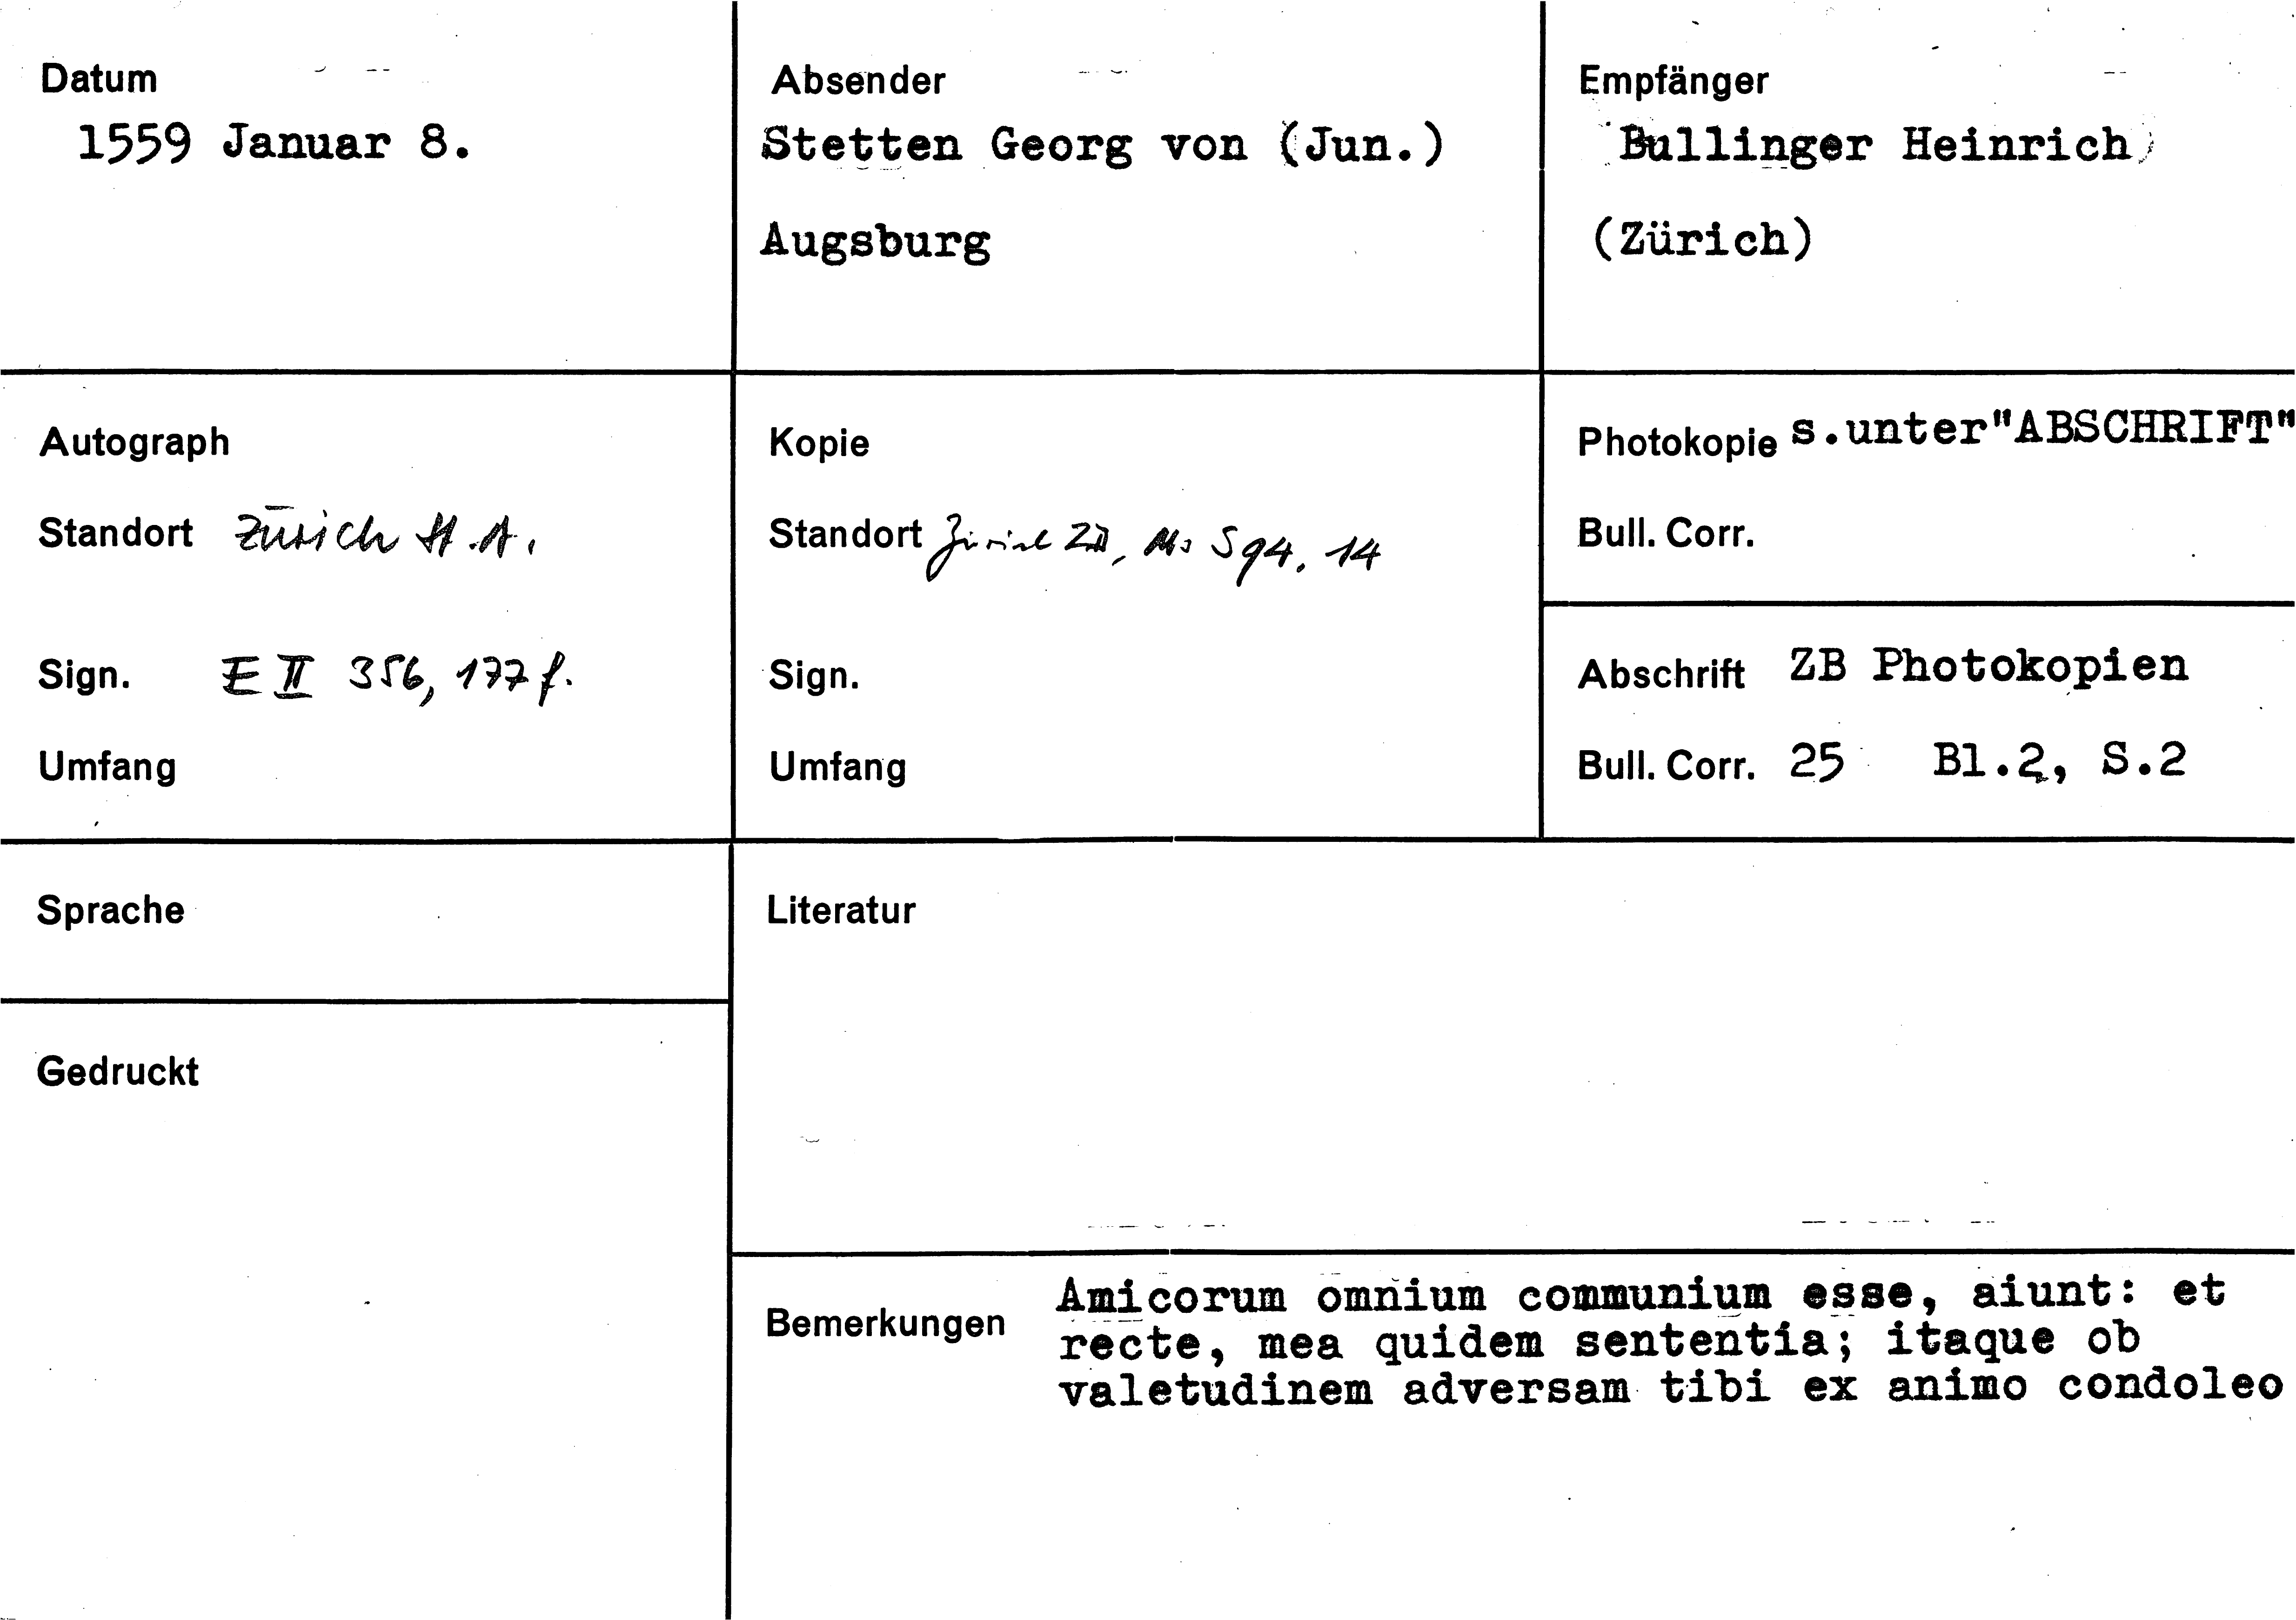 Datum
1559 Januar 8.
Absender
Stetten Georg von (Jun.)
Augsburg
Empfänger
Bullinger Heinrich
(Zürich)
Autograph
Standort Zürich St.A.
Sign. E II 356, 177 f.
Umfang
Kopie
Standort Zürich ZB, Ms S 94, 14
Sign.
Umfang
Photokopie s.unter"ABSCHRIFT"
Bull. Corr.
Abschrift ZB Photokopien
Bull. Corr. 25 Bl.2, S.2
Sprache
Gedruckt
Literatur
Bemerkungen
Amicorum omnium communium esse, aiunt: et
recte, mea quidem sententia; itaque ob
valetudinem adversam tibi ex animo condoleo